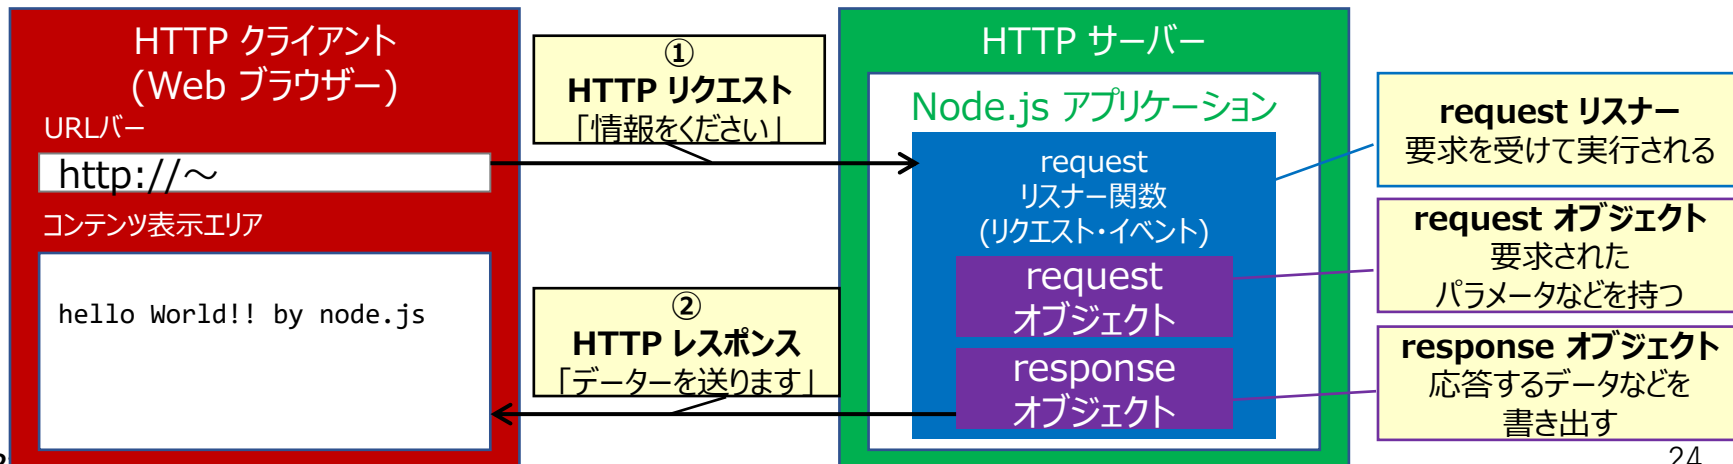 HTTP クライアント
(Web ブラウザー)
URLバー
http://～
コンテンツ表示エリア
hello World!! by node.js
①
HTTP リクエスト
「情報をください」
②
HTTP レスポンス
「データーを送ります」
HTTP サーバー
Node.js アプリケーション
request
リスナー関数
(リクエスト・イベント)
request
オブジェクト
response
オブジェクト
request リスナー
要求を受けて実行される
request オブジェクト
要求された
パラメータなどを持つ
response オブジェクト
応答するデータなどを
書き出す
24